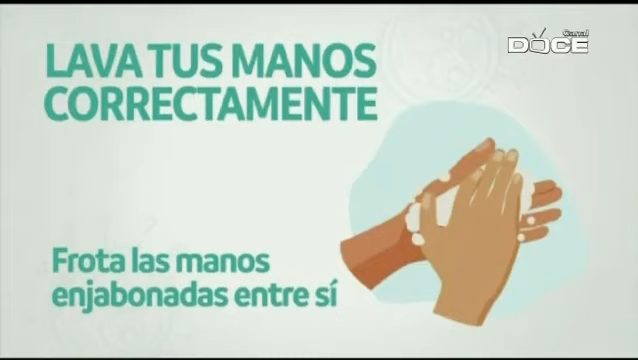 Canal
DOCE
LAVA TUS MANOS
CORRECTAMENTE
Frota las manos
enjabonadas entre sí